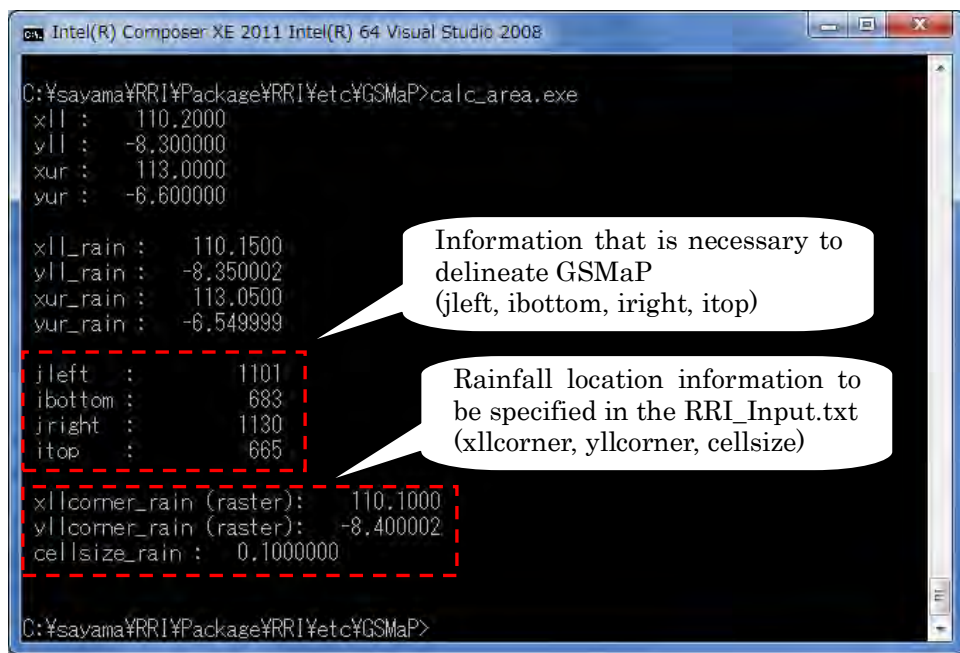 Intel(R) Composer XE 2011 Intel(R) 64 Visual Studio 2008
C:¥sayama¥RRI¥Package¥RRI¥etc¥GSMaP>calc_area.exe
xll : 110.2000
yll : -8.300000
xur : 113.0000
yur : -6.600000
xll_rain : 110.1500
yll_rain : -8.350002
xur_rain : 113.0500
yur_rain : -6.549999
Information that is necessary to
delineate GSMaP
(jleft, ibottom, iright, itop)
jleft : 1101
ibottom : 683
jright : 1130
itop : 665
Rainfall location information to
be specified in the RRI_Input.txt
(xllcorner, yllcorner, cellsize)
xllcorner_rain (raster): 110.1000
yllcorner_rain (raster): -8.400002
cellsize_rain : 0.1000000
C:¥sayama¥RRI¥Package¥RRI¥etc¥GSMaP>